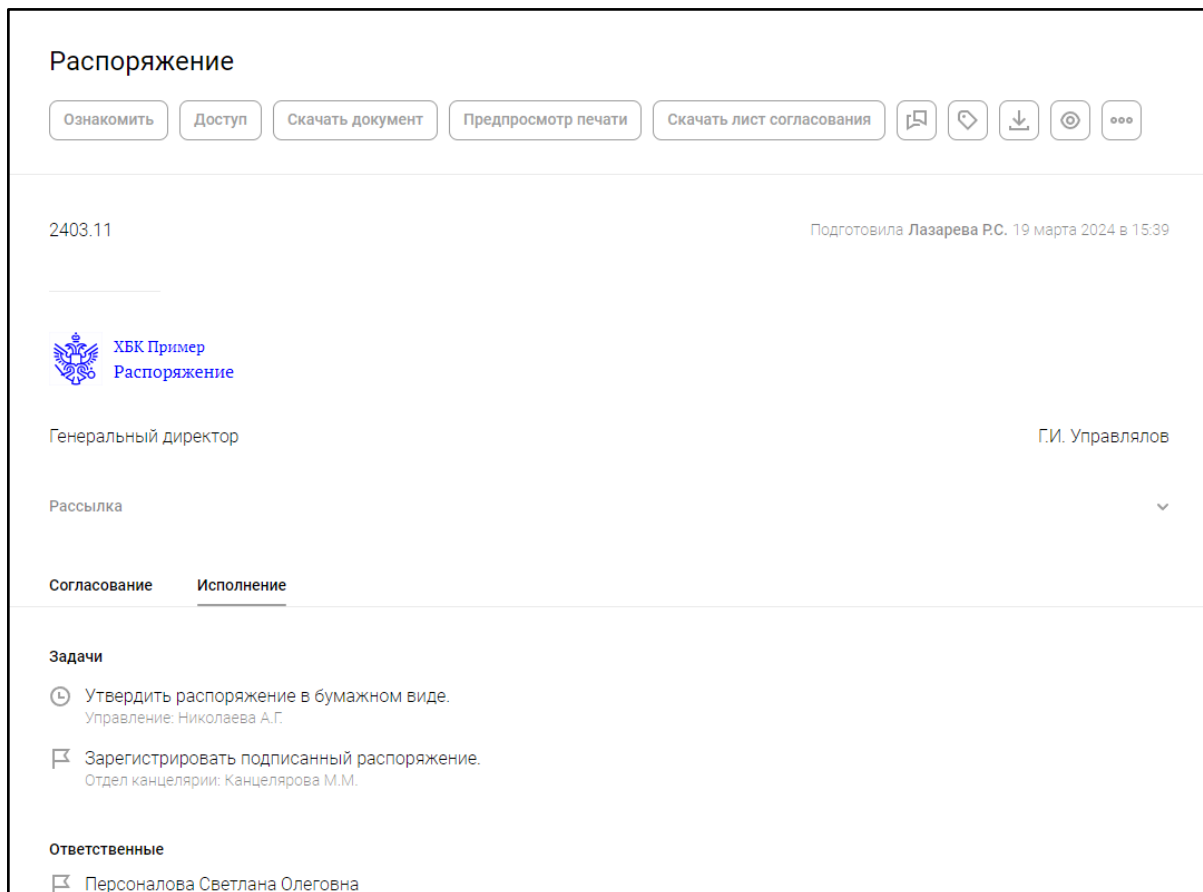 Распоряжение
Ознакомить Доступ Скачать документ Предпросмотр печати Скачать лист согласования
2403.11 Подготовила Лазарева Р.С. 19 марта 2024 в 15:39
ХБК Пример
Распоряжение
Генеральный директор Г.И. Управлялов
Рассылка
Согласование Исполнение
Задачи
Утвердить распоряжение в бумажном виде.
Управление: Николаева А.Г.
Зарегистрировать подписанный распоряжение.
Отдел канцелярии: Канцелярова М.М.
Ответственные
Персоналова Светлана Олеговна